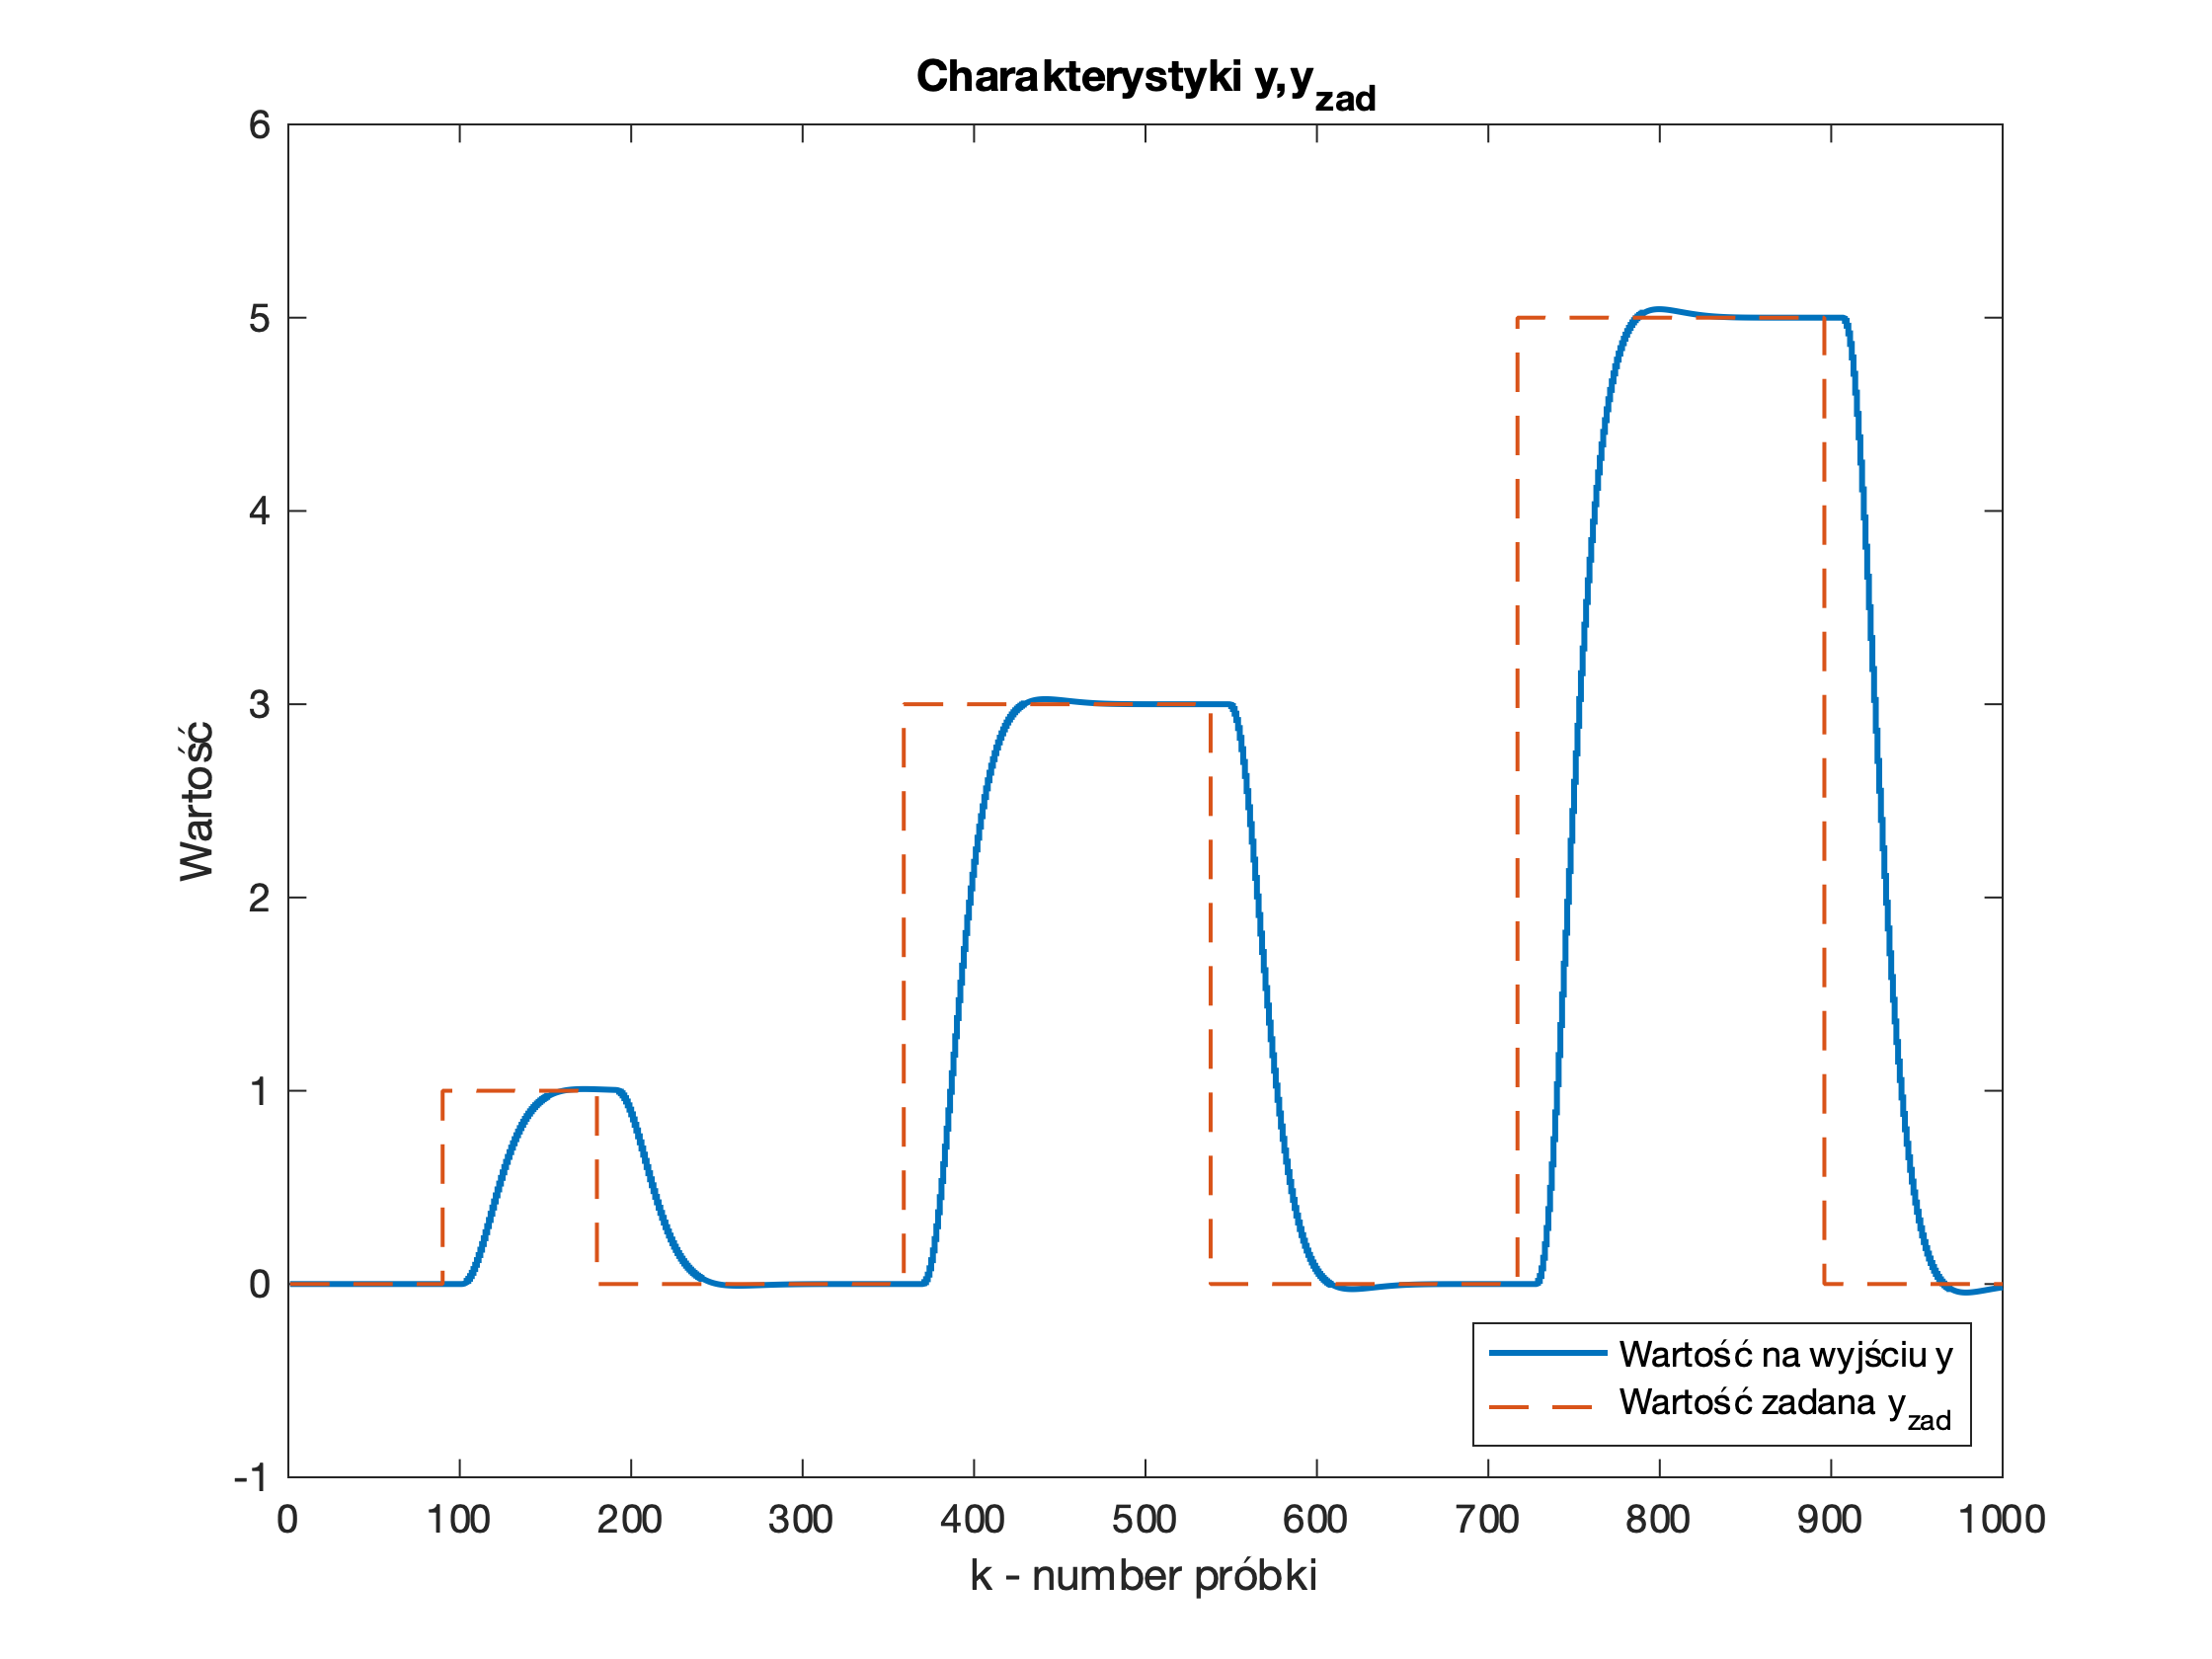 Charakterystyki y,y_zad
6
5
4
3
2
1
0
-1
Wartość
0 100 200 300 400 500 600 700 800 900 1000
k - number próbki
Wartość na wyjściu y
Wartość zadana y_zad